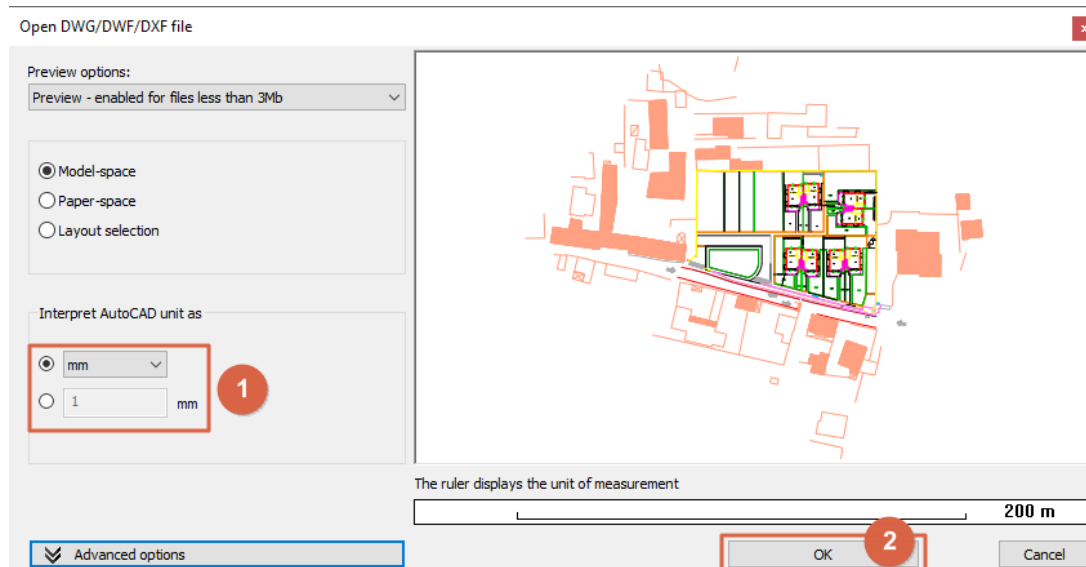 Open DWG/DWF/DXF file
x
Preview options:
Preview - enabled for files less than 3Mb
Model-space
Paper-space
Layout selection
Interpret AutoCAD unit as
mm
1
mm
1
The ruler displays the unit of measurement
200 m
2
Advanced options
OK
Cancel